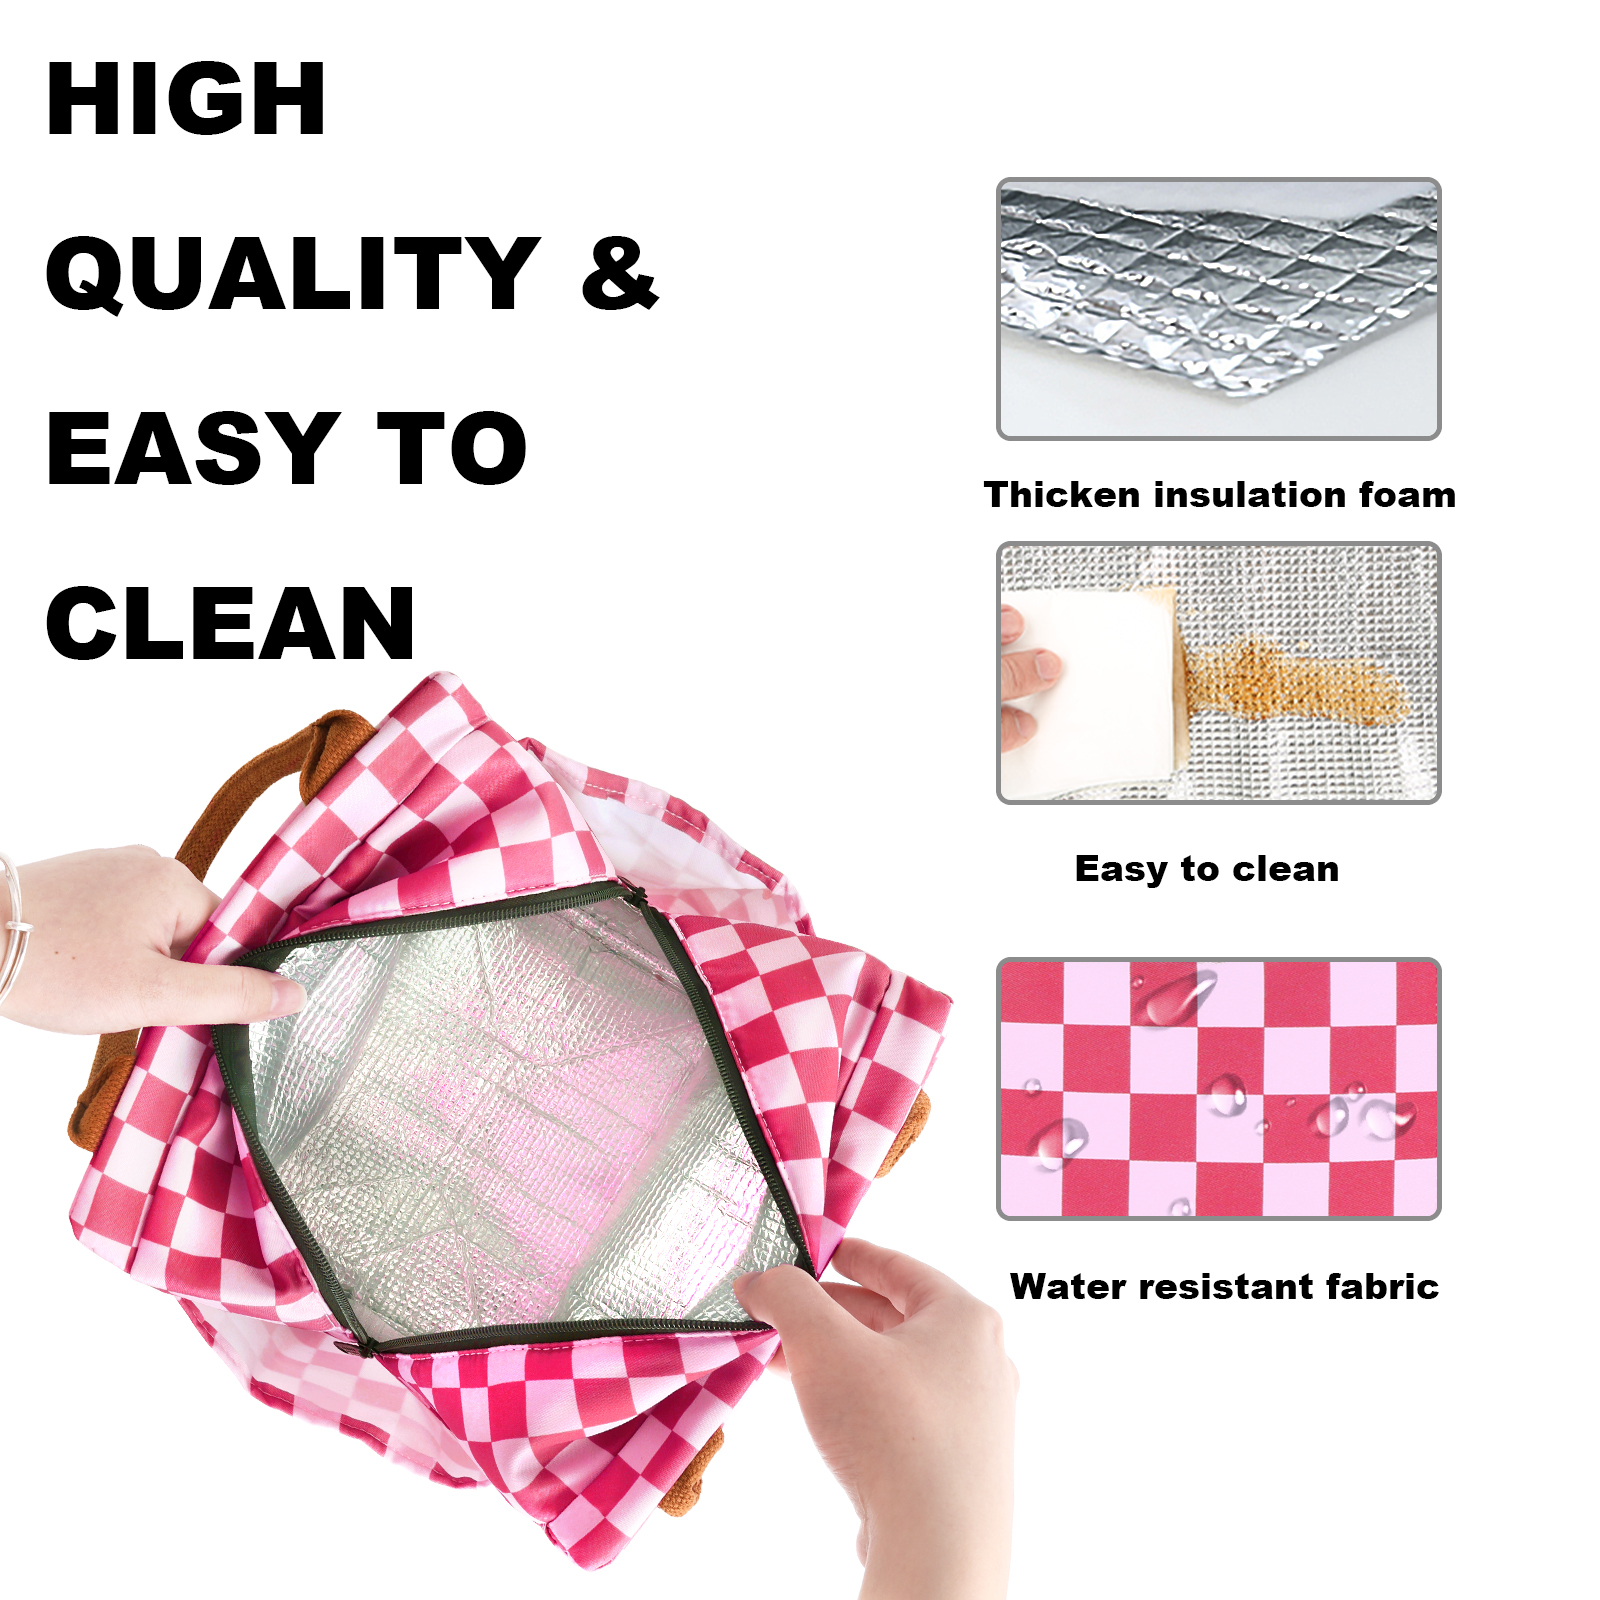 HIGH
QUALITY &
EASY TO
CLEAN
Thicken insulation foam
Easy to clean
Water resistant fabric